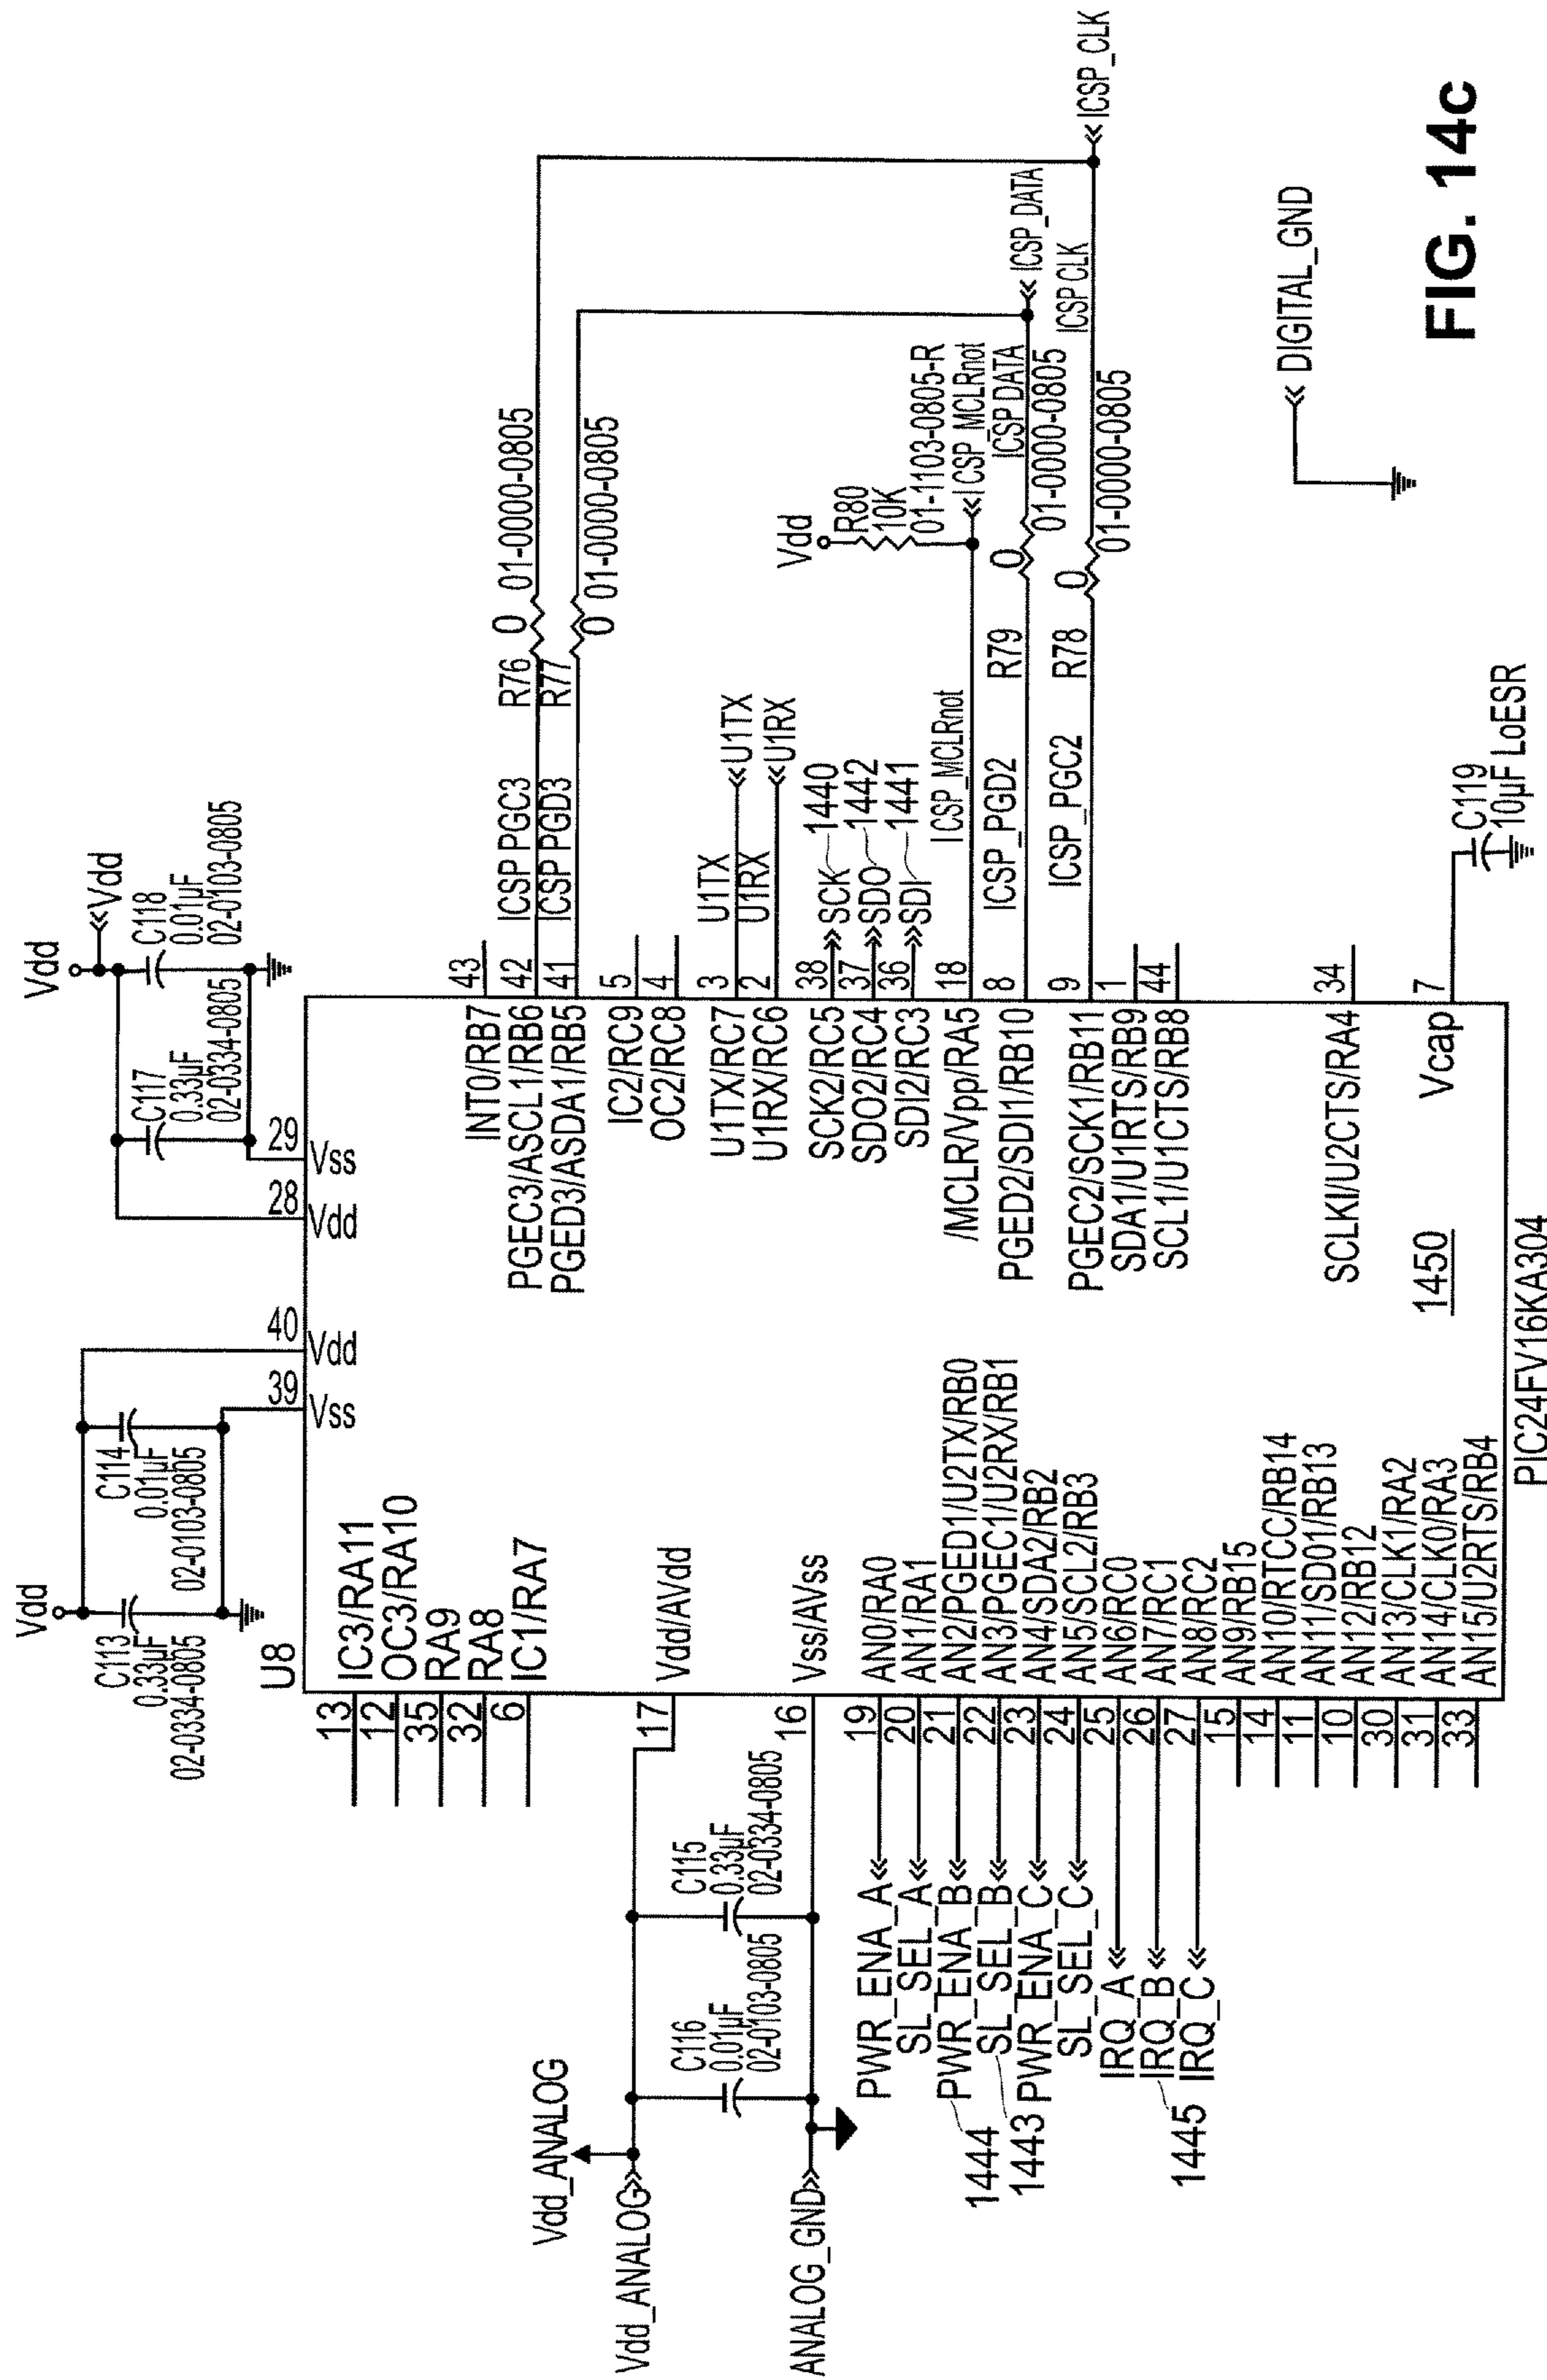 Vdd
C113
0.33µF
02-0334-0805
C114
0.01µF
02-0103-0805
Vdd
<<Vdd
C117
0.33µF
02-0334-0805
C118
0.01µF
02-0103-0805
U8
39
Vss
40
Vdd
28
Vdd
29
Vss
13
IC3/RA11
12
OC3/RA10
35
RA9
32
RA8
6
IC1/RA7
17
Vdd/AVdd
16
Vss/AVss
Vdd_ANALOG
Vdd_ANALOG>>
ANALOG_GND>>
C116
0.01µF
02-0103-0805
C115
0.33µF
02-0334-0805
PWR_ENA_A
19
AN0/RA0
SL_SEL_A
20
AN1/RA1
PWR_ENA_B
21
AN2/PGED1/U2TX/RB0
SL_SEL_B
22
AN3/PGEC1/U2RX/RB1
PWR_ENA_C
23
AN4/SDA2/RB2
SL_SEL_C
24
AN5/SCL2/RB3
IRQ_A
25
AN6/RC0
IRQ_B
26
AN7/RC1
IRQ_C
27
AN8/RC2
15
AN9/RB15
14
AN10/RTCC/RB14
11
AN11/SD01/RB13
10
AN12/RB12
30
AN13/CLK1/RA2
31
AN14/CLK0/RA3
33
AN15/U2RTS/RB4
1444
1443
1445
INT0/RB7
43
PGEC3/ASCL1/RB6
42
ICSP PGC3
R76
0
01-0000-0805
PGED3/ASDA1/RB5
41
ICSP PGD3
R77
0
01-0000-0805
IC2/RC9
5
OC2/RC8
4
U1TX/RC7
3
U1TX
<<U1TX
U1RX/RC6
2
U1RX
<<U1RX
SCK2/RC5
38
>>SCK
1440
SDO2/RC4
37
>>SDO
1442
SDI2/RC3
36
>>SDI
1441
Vdd
R80
10K
01-1103-0805-R
/MCLR/Vpp/RA5
18
ICSP_MCLRnot
<<ICSP_MCLRnot
PGED2/SDI1/RB10
8
ICSP_PGD2
R79
0
01-0000-0805
ICSP DATA
<<ICSP_DATA
PGEC2/SCK1/RB11
9
ICSP_PGC2
R78
0
01-0000-0805
ICSP CLK
<<ICSP_CLK
SDA1/U1RTS/RB9
1
SCL1/U1CTS/RB8
44
SCLKI/U2CTS/RA4
34
Vcap
7
C119
10µF LoESR
1450
PIC24FV16KA304
<<DIGITAL_GND
FIG. 14c